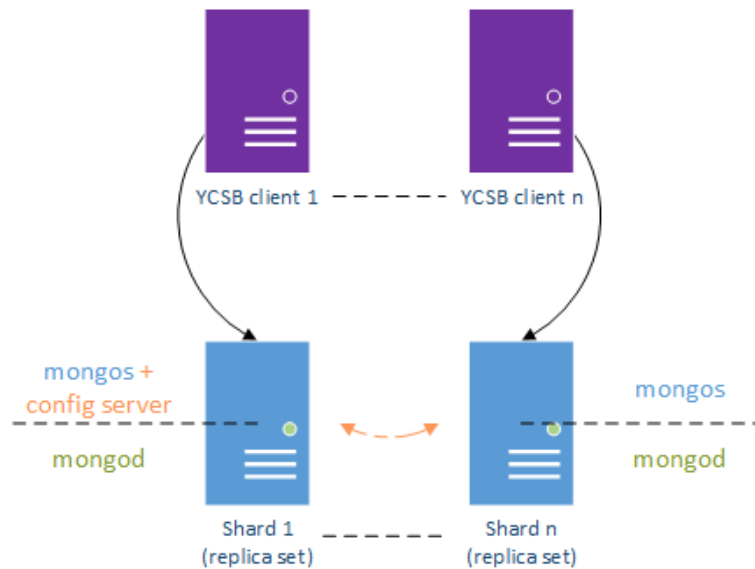 YCSB client 1
YCSB client n
mongos +
config server
mongod
mongos
mongod
Shard 1
(replica set)
Shard n
(replica set)